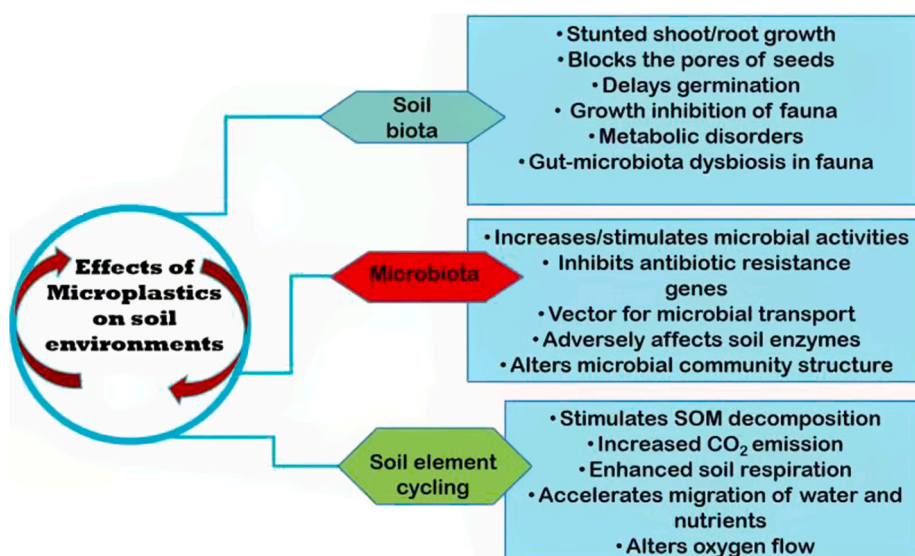 Effects of
Microplastics
on soil
environments
Soil
biota
• Stunted shoot/root growth
• Blocks the pores of seeds
• Delays germination
• Growth inhibition of fauna
• Metabolic disorders
• Gut-microbiota dysbiosis in fauna
Microbiota
• Increases/stimulates microbial activities
• Inhibits antibiotic resistance
genes
• Vector for microbial transport
• Adversely affects soil enzymes
• Alters microbial community structure
Soil element
cycling
• Stimulates SOM decomposition
• Increased CO₂ emission
• Enhanced soil respiration
• Accelerates migration of water and
nutrients
• Alters oxygen flow